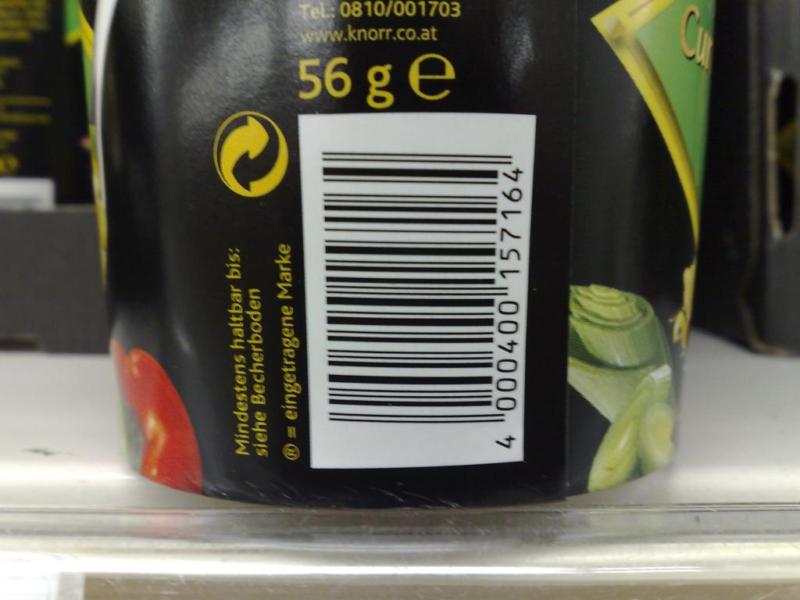 Tel.: 0810/001703
www.knorr.co.at
56 g ℮
Mindestens haltbar bis:
siehe Becherboden
® = eingetragene Marke
4 000400 157164